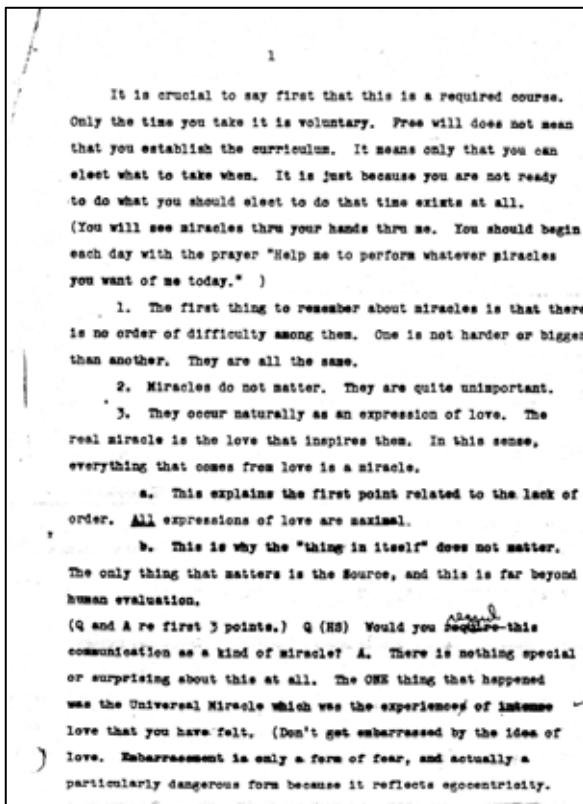 1
It is crucial to say first that this is a required course.
Only the time you take it is voluntary. Free will does not mean
that you establish the curriculum. It means only that you can
elect what to take when. It is just because you are not ready
to do what you should elect to do that time exists at all.
(You will see miracles thru your hands thru me. You should begin
each day with the prayer "Help me to perform whatever miracles
you want of me today." )
1. The first thing to remember about miracles is that there
is no order of difficulty among them. One is not harder or bigger
than another. They are all the same.
2. Miracles do not matter. They are quite unimportant.
3. They occur naturally as an expression of love. The
real miracle is the love that inspires them. In this sense,
everything that comes from love is a miracle.
a. This explains the first point related to the lack of
order. All expressions of love are maximal.
b. This is why the "thing in itself" does not matter.
The only thing that matters is the Source, and this is far beyond
human evaluation.
(Q and A re first 3 points.) Q (HS) Would you require this
communication as a kind of miracle? A. There is nothing special
or surprising about this at all. The ONE thing that happened
was the Universal Miracle which was the experience of intense
love that you have felt. (Don't get embarrassed by the idea of
love. Embarrassment is only a form of fear, and actually a
particularly dangerous form because it reflects egocentricity.